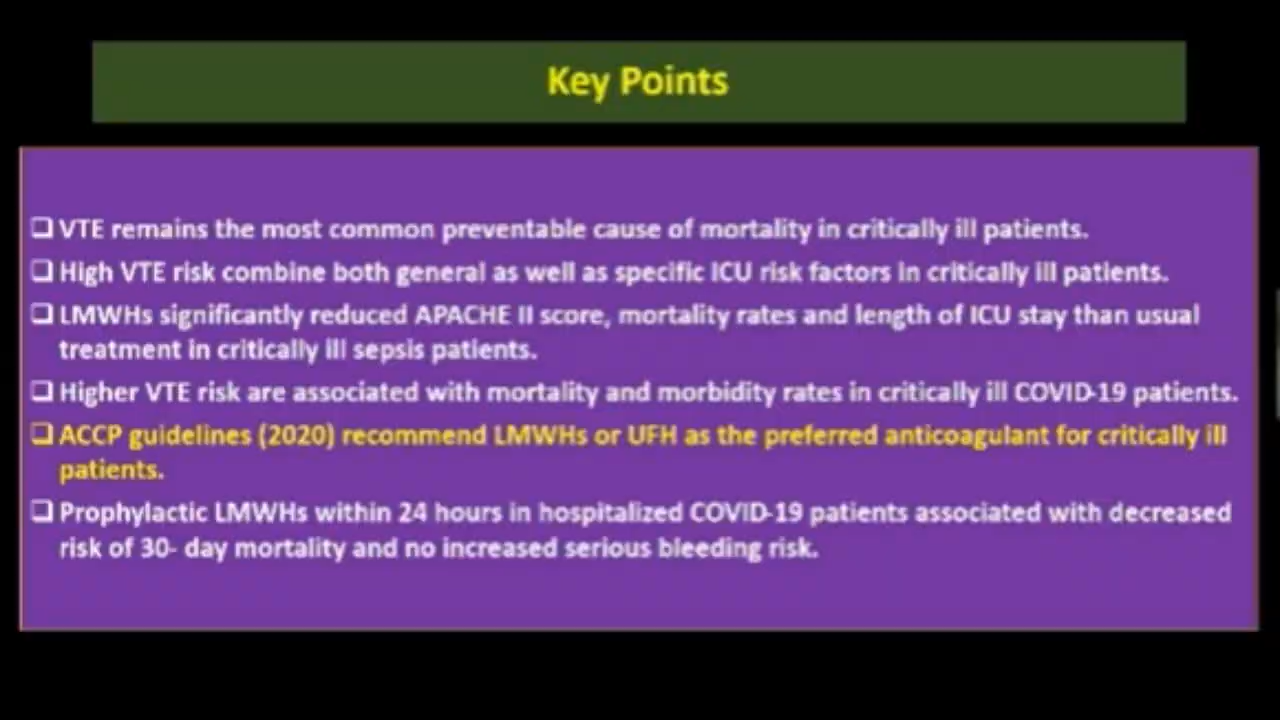 Key Points
❑ VTE remains the most common preventable cause of mortality in critically ill patients.
❑ High VTE risk combine both general as well as specific ICU risk factors in critically ill patients.
❑ LMWHs significantly reduced APACHE II score, mortality rates and length of ICU stay than usual
treatment in critically ill sepsis patients.
❑ Higher VTE risk are associated with mortality and morbidity rates in critically ill COVID-19 patients.
❑ ACCP guidelines (2020) recommend LMWHs or UFH as the preferred anticoagulant for critically ill
patients.
❑ Prophylactic LMWHs within 24 hours in hospitalized COVID-19 patients associated with decreased
risk of 30- day mortality and no increased serious bleeding risk.